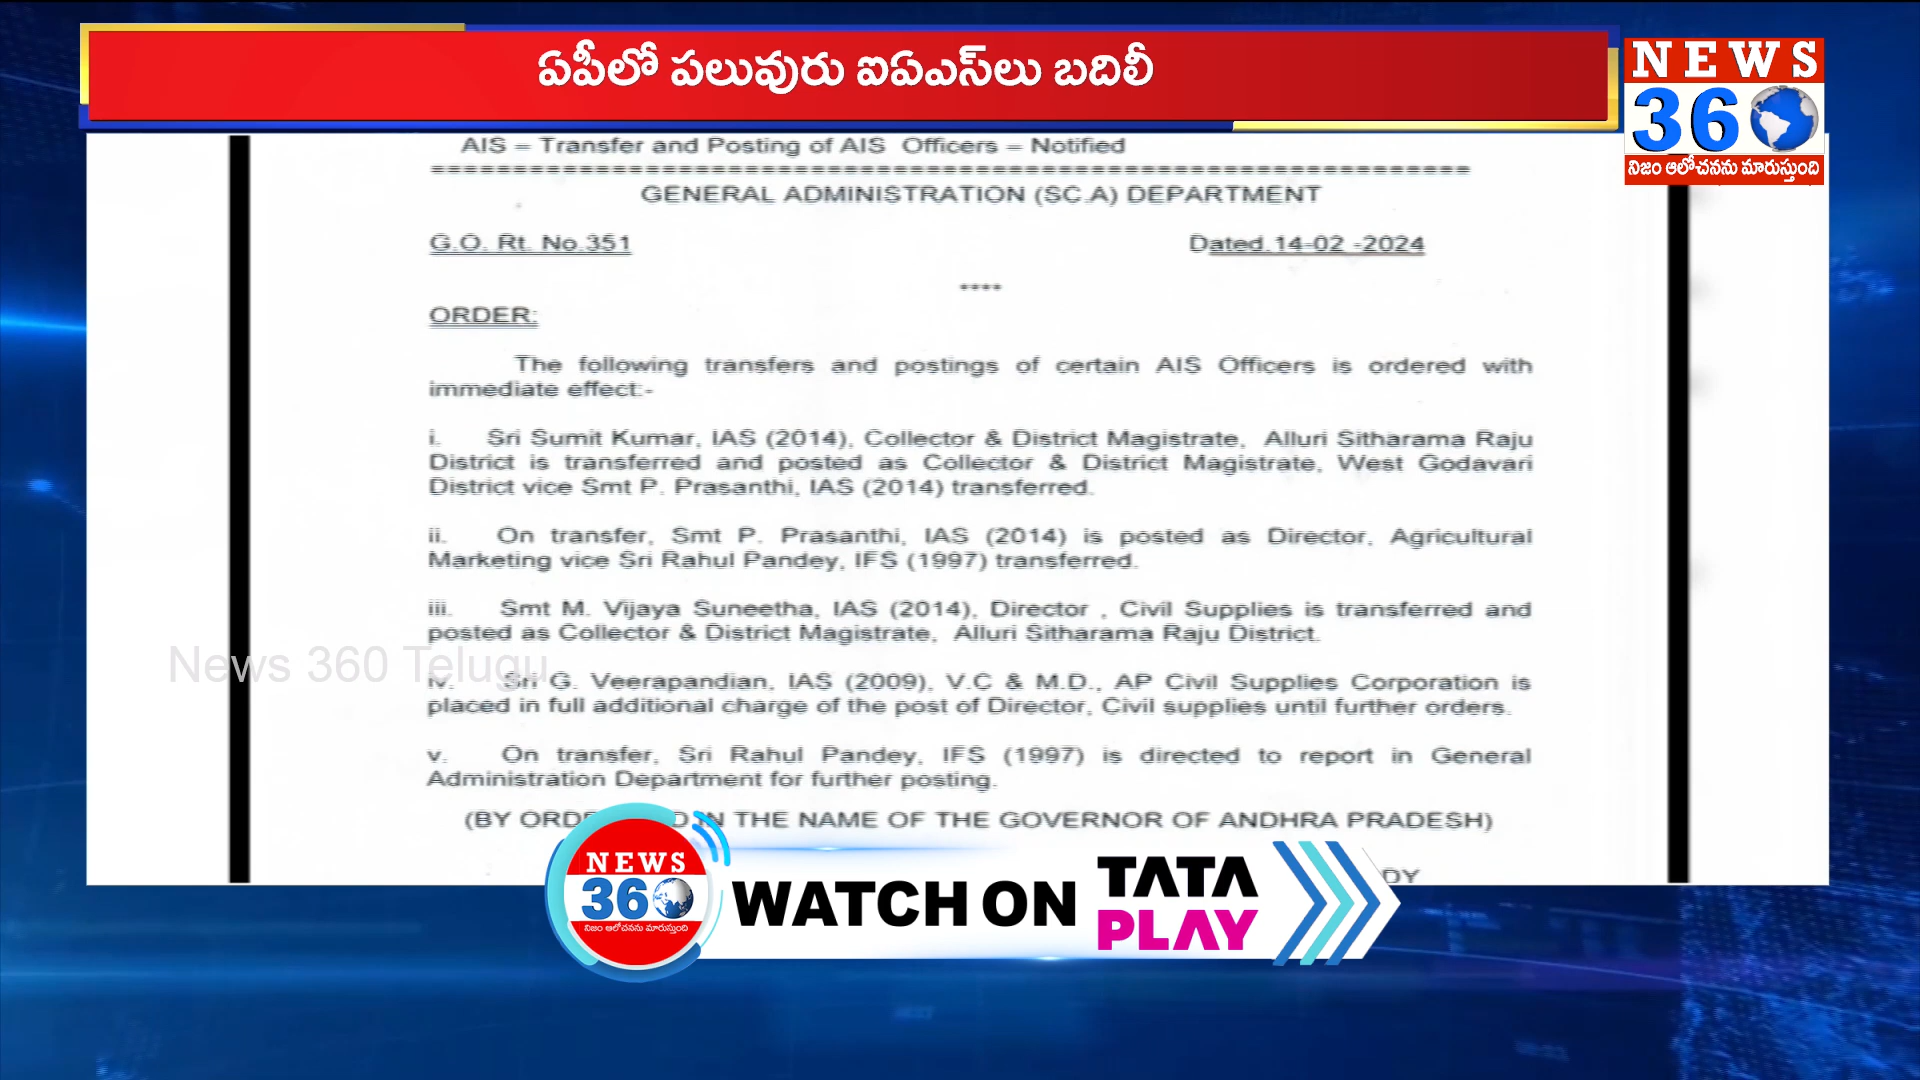 ఏపీలో పలువురు ఐఏఎస్‌లు బదిలీ
NEWS
360
నిజం ఆలోచనను మారుస్తుంది
AIS – Transfer and Posting of AIS Officers – Notified
==================================================================
GENERAL ADMINISTRATION (SC.A) DEPARTMENT
G.O. Rt. No.351 Dated.14-02 -2024
****
ORDER:
The following transfers and postings of certain AIS Officers is ordered with
immediate effect:-
i. Sri Sumit Kumar, IAS (2014), Collector & District Magistrate, Alluri Sitharama Raju
District is transferred and posted as Collector & District Magistrate, West Godavari
District vice Smt P. Prasanthi, IAS (2014) transferred.
ii. On transfer, Smt P. Prasanthi, IAS (2014) is posted as Director, Agricultural
Marketing vice Sri Rahul Pandey, IFS (1997) transferred.
iii. Smt M. Vijaya Suneetha, IAS (2014), Director , Civil Supplies is transferred and
posted as Collector & District Magistrate, Alluri Sitharama Raju District.
News 360 Telugu
iv. Sri G. Veerapandian, IAS (2009), V.C & M.D., AP Civil Supplies Corporation is
placed in full additional charge of the post of Director, Civil supplies until further orders.
v. On transfer, Sri Rahul Pandey, IFS (1997) is directed to report in General
Administration Department for further posting.
(BY ORDE D IN THE NAME OF THE GOVERNOR OF ANDHRA PRADESH)
DY
NEWS
360
నిజం ఆలోచనను మారుస్తుంది
WATCH ON TATA
PLAY